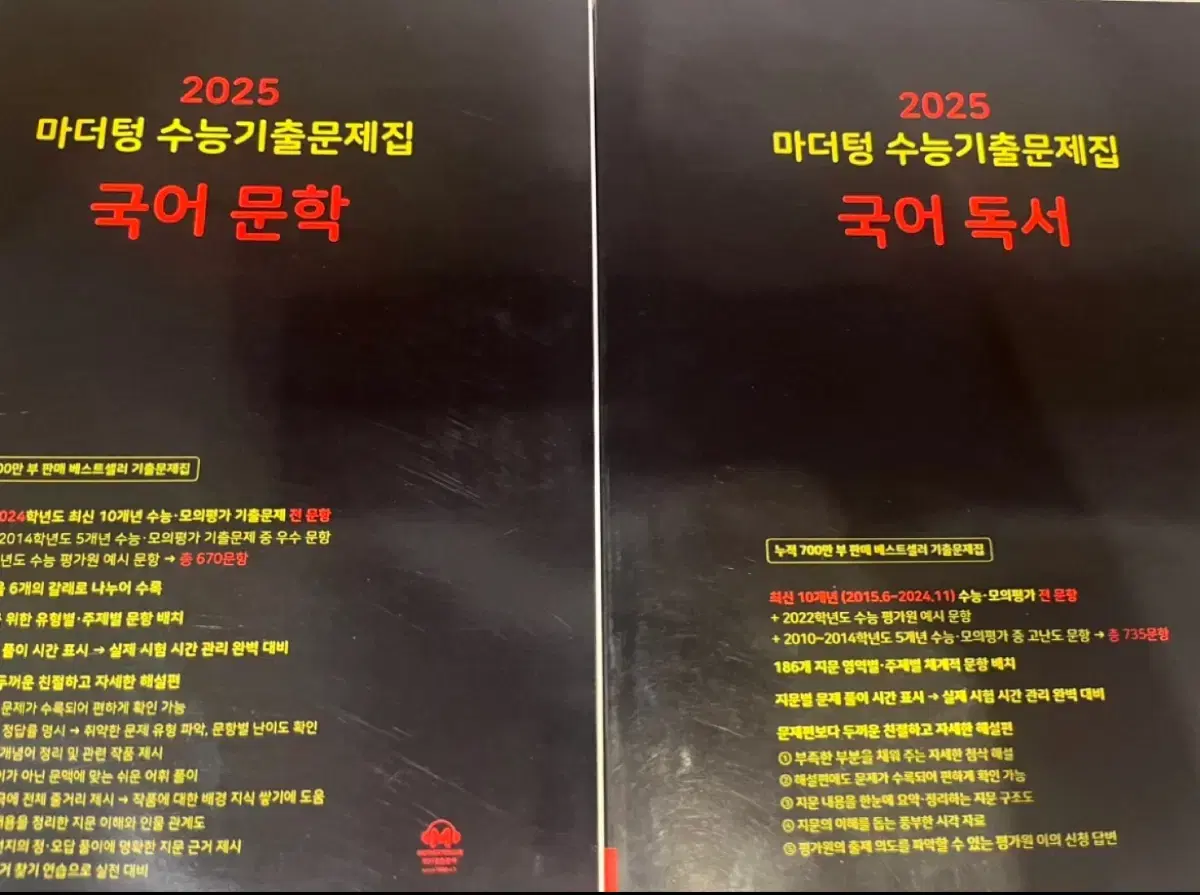 2025
마더텅 수능기출문제집
국어 문학
00만 부 판매 베스트셀러 기출문제집
2024학년도 최신 10개년 수능·모의평가 기출문제 전 문항
2014학년도 5개년 수능·모의평가 기출문제 중 우수 문항
년도 수능 평가원 예시 문항 → 총 670문항
6개의 갈래로 나누어 수록
위한 유형별·주제별 문항 배치
풀이 시간 표시 → 실제 시험 시간 관리 완벽 대비
두꺼운 친절하고 자세한 해설편
문제가 수록되어 편하게 확인 가능
정답률 명시 → 취약한 문제 유형 파악, 문항별 난이도 확인
개념어 정리 및 관련 작품 제시
아닌 문맥에 맞는 쉬운 어휘 풀이
전체 줄거리 제시 → 작품에 대한 배경 지식 쌓기에 도움
정리한 지문 이해와 인물 관계도
정·오답 풀이에 명확한 지문 근거 제시
찾기 연습으로 실전 대비
2025
마더텅 수능기출문제집
국어 독서
누적 700만 부 판매 베스트셀러 기출문제집
최신 10개년 (2015.6-2024.11) 수능·모의평가 전 문항
+ 2022학년도 수능 평가원 예시 문항
+ 2010~2014학년도 5개년 수능·모의평가 중 고난도 문항 → 총 735문항
186개 지문 영역별·주제별 체계적 문항 배치
지문별 문제 풀이 시간 표시 → 실제 시험 시간 관리 완벽 대비
문제편보다 두꺼운 친절하고 자세한 해설편
① 부족한 부분을 채워 주는 자세한 첨삭 해설
② 해설편에도 문제가 수록되어 편하게 확인 가능
③ 지문 내용을 한눈에 요약·정리하는 지문 구조도
④ 지문의 이해를 돕는 풍부한 시각 자료
⑤ 평가원의 출제 의도를 파악할 수 있는 평가원 이의 신청 답변